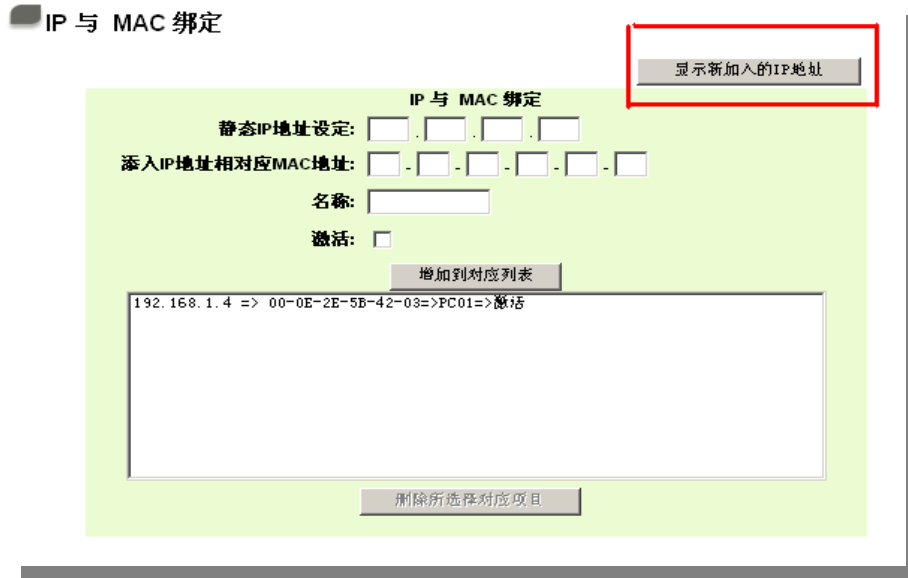 IP 与 MAC 绑定
显示新加入的IP地址
IP 与 MAC 绑定
静态IP地址设定: . . .
添入IP地址相对应MAC地址: - - - - -
名称:
激活:
增加到对应列表
192.168.1.4 => 00-0E-2E-5B-42-03=>PC01=>激活
删除所选择对应项目